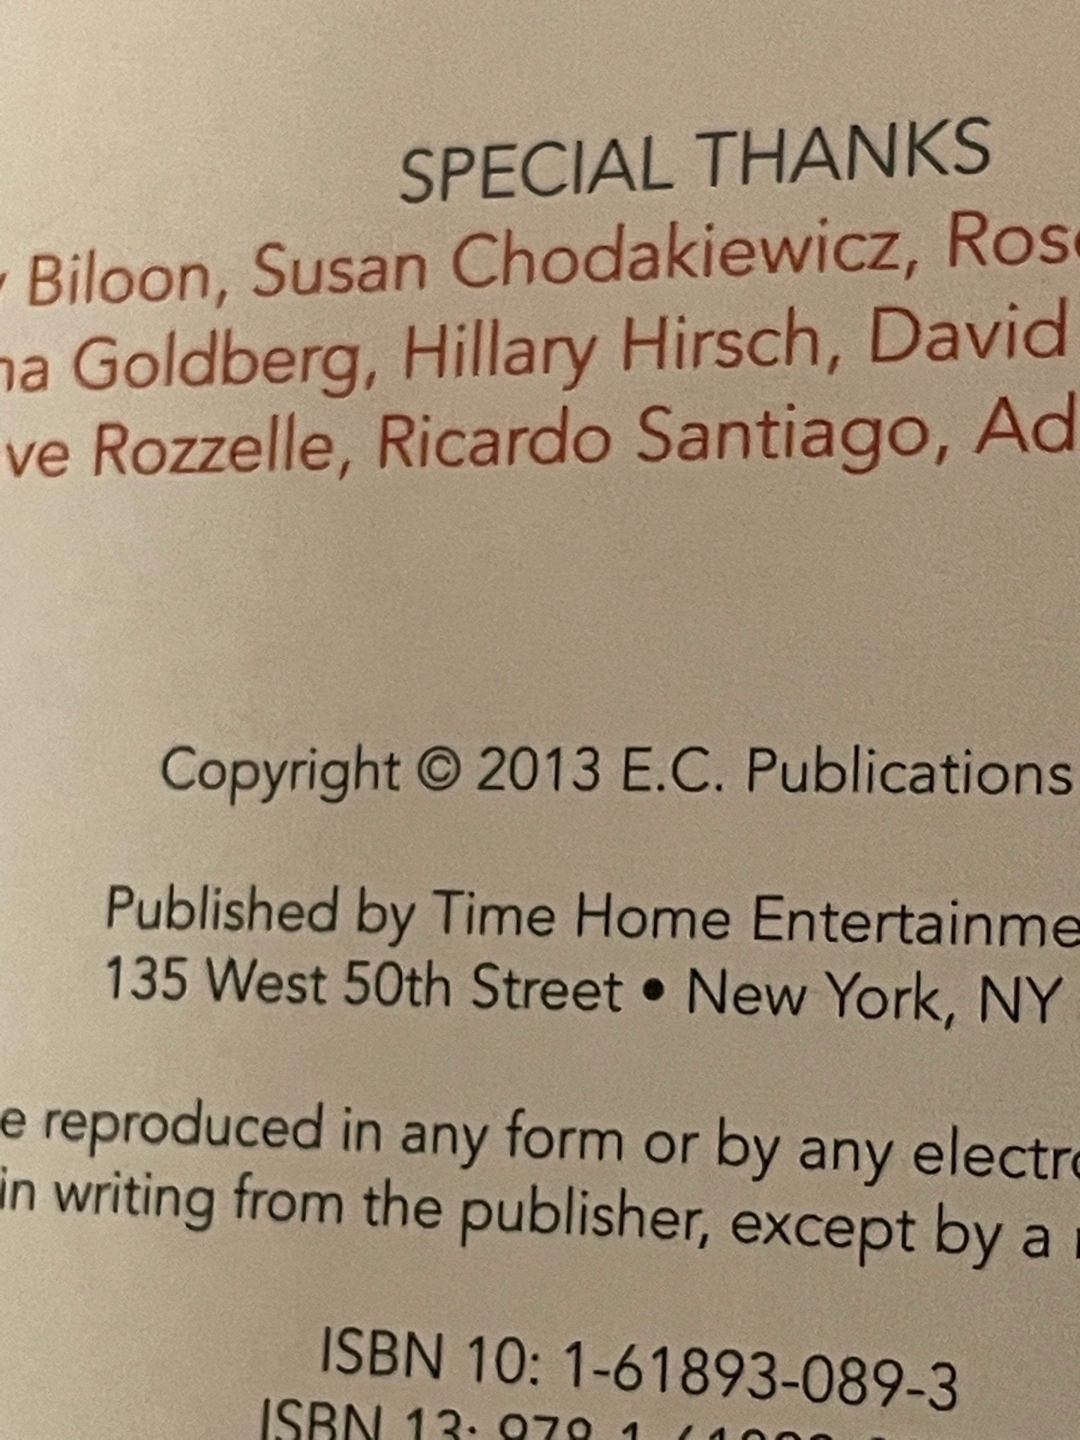 SPECIAL THANKS
Biloon, Susan Chodakiewicz,
Goldberg, Hillary Hirsch, David
Rozzelle, Ricardo Santiago,
Copyright © 2013 E.C. Publications
Published by Time Home
135 West 50th Street • New York, NY
reproduced in any form or by any
in writing from the publisher, except by a
ISBN 10: 1-61893-089-3
ISBN 13: